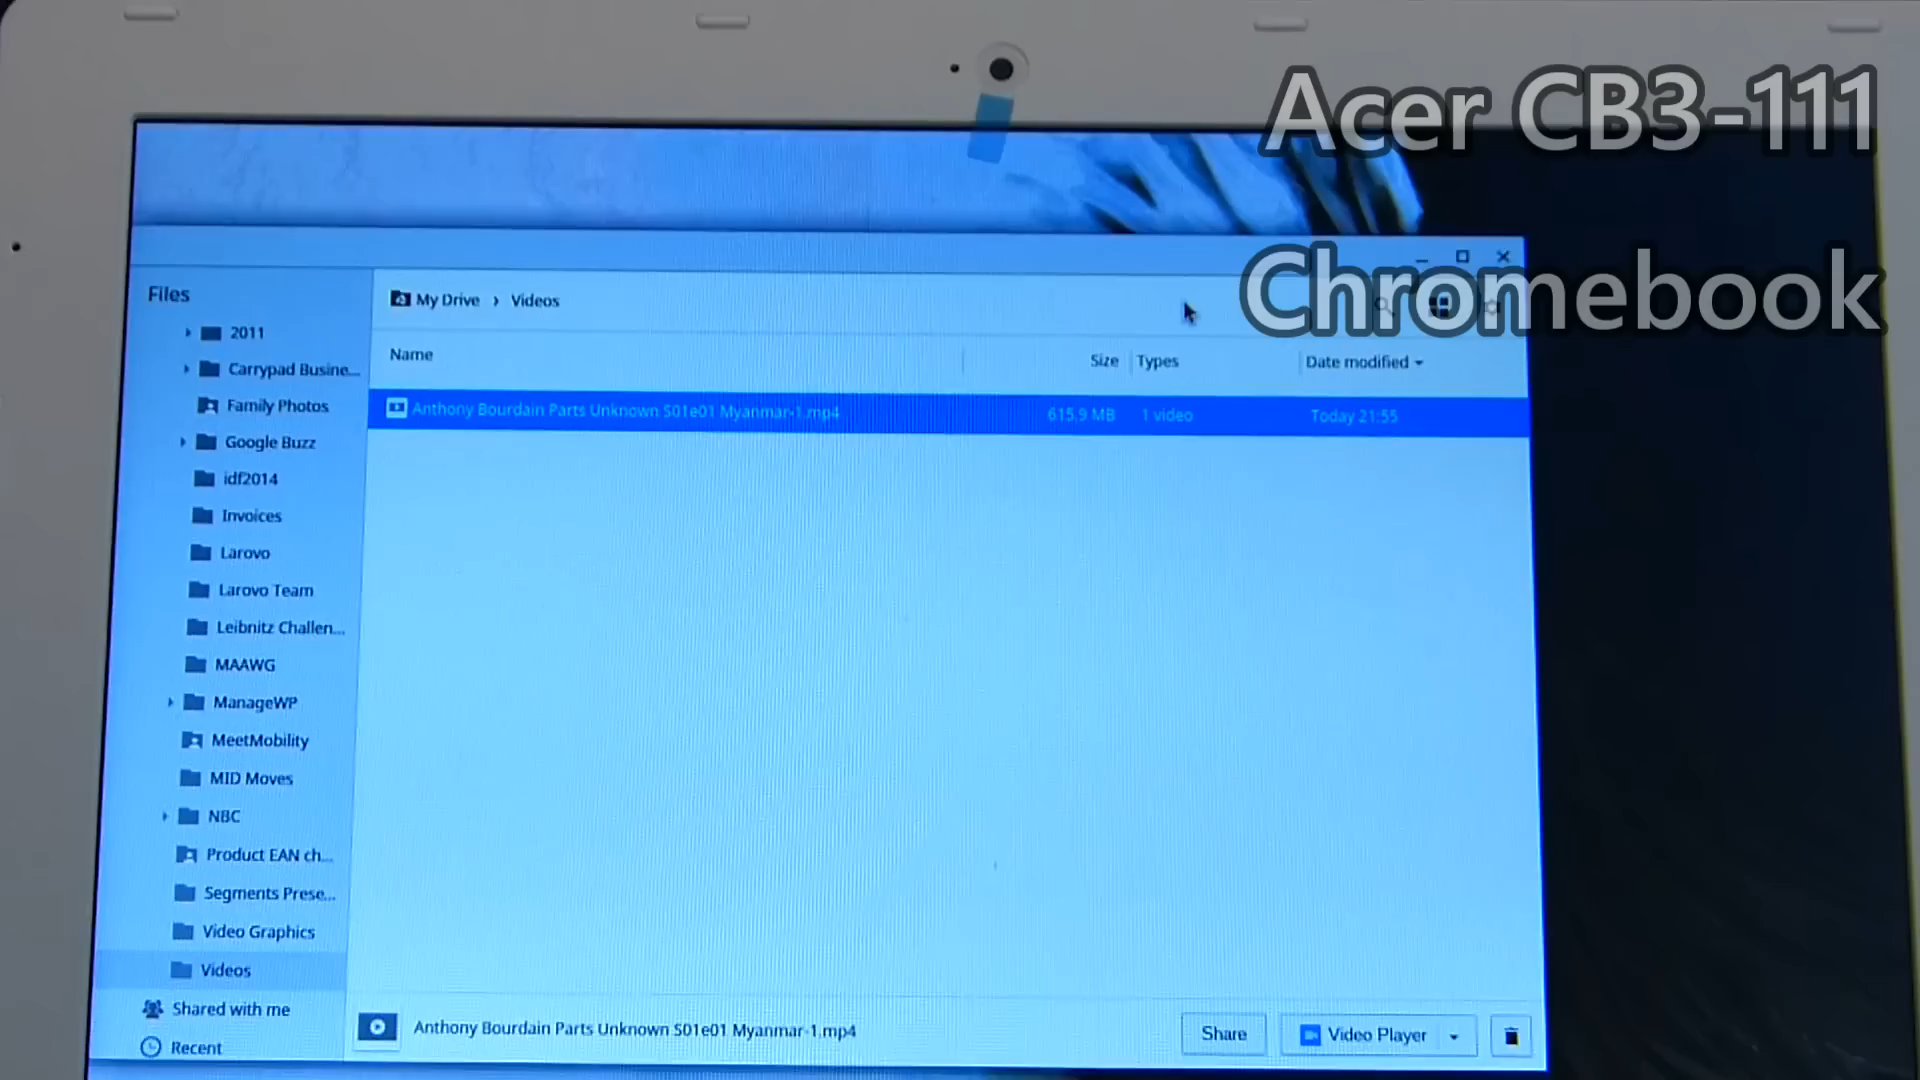 Acer CB3-111
Chromebook
Files
My Drive › Videos
Name
Size
Types
Date modified
Anthony Bourdain Parts Unknown S01e01 Myanmar-1.mp4
615.9 MB
1 video
Today 21:55
2011
Carrypad Busine...
Family Photos
Google Buzz
idf2014
Invoices
Larovo
Larovo Team
Leibnitz Challen...
MAAWG
ManageWP
MeetMobility
MID Moves
NBC
Product EAN ch...
Segments Prese...
Video Graphics
Videos
Shared with me
Recent
Anthony Bourdain Parts Unknown S01e01 Myanmar-1.mp4
Share
Video Player